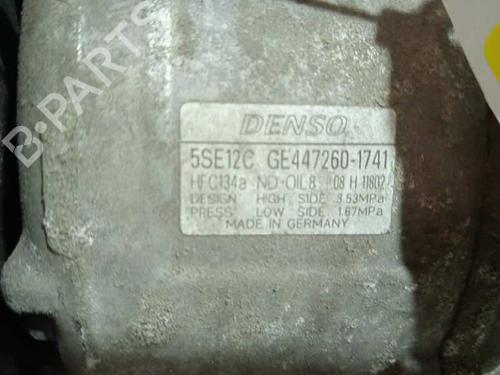 B-PARTS
DENSO
5SE12C GE447260-1741
HFC134a ND-OIL8 08 H 11802
DESIGN HIGH SIDE 3.53MPa
PRESS LOW SIDE 1.67MPa
MADE IN GERMANY